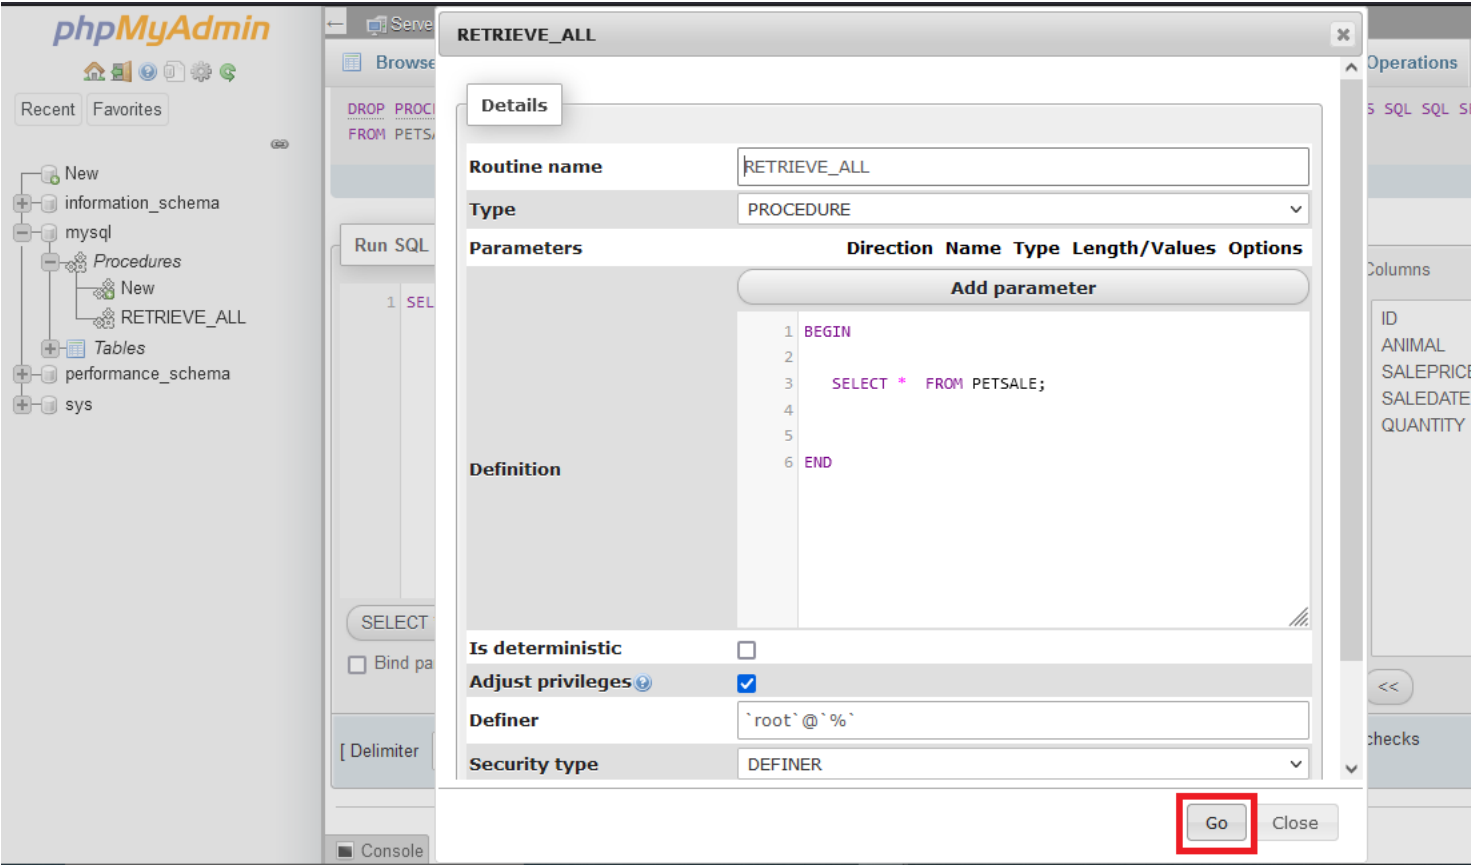 phpMyAdmin
Recent
Favorites
New
information_schema
mysql
Procedures
New
RETRIEVE_ALL
Tables
performance_schema
sys
←
Serve
Browse
DROP PROC
FROM PETS
Run SQL
1 SEL
SELECT
Bind pa
[ Delimiter
Console
RETRIEVE_ALL
Details
Routine name
RETRIEVE_ALL
Type
PROCEDURE
Parameters
Direction Name Type Length/Values Options
Add parameter
Definition
1 BEGIN
2
3 SELECT * FROM PETSALE;
4
5
6 END
Is deterministic
Adjust privileges
Definer
`root`@`%`
Security type
DEFINER
Go
Close
Operations
S SQL SQL S
Columns
ID
ANIMAL
SALEPRICE
SALEDATE
QUANTITY
<<
checks